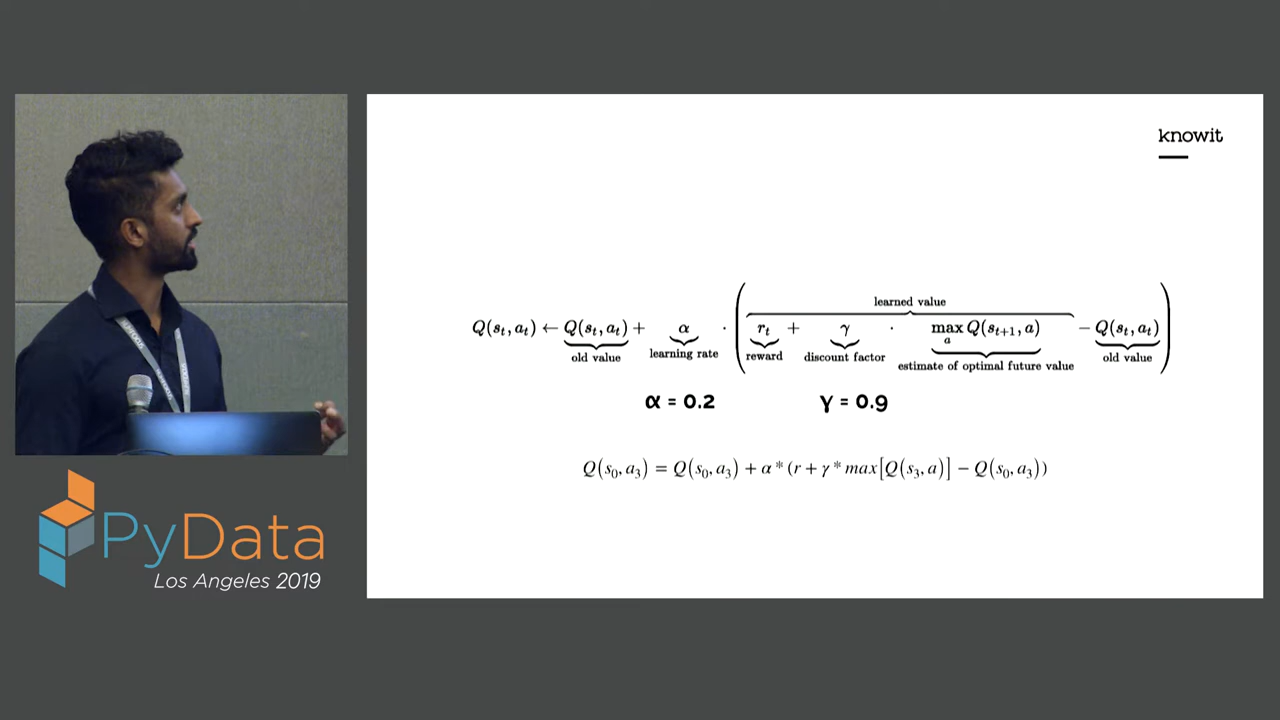 knowit
learned value
Q(s_t, a_t) ← Q(s_t, a_t) + α · ( r_t + γ · max_a Q(s_{t+1}, a) − Q(s_t, a_t) )
old value learning rate reward discount factor estimate of optimal future value old value
α = 0.2 γ = 0.9
Q(s_0, a_3) = Q(s_0, a_3) + α * (r + γ * max[Q(s_3, a)] − Q(s_0, a_3))
PyData
Los Angeles 2019